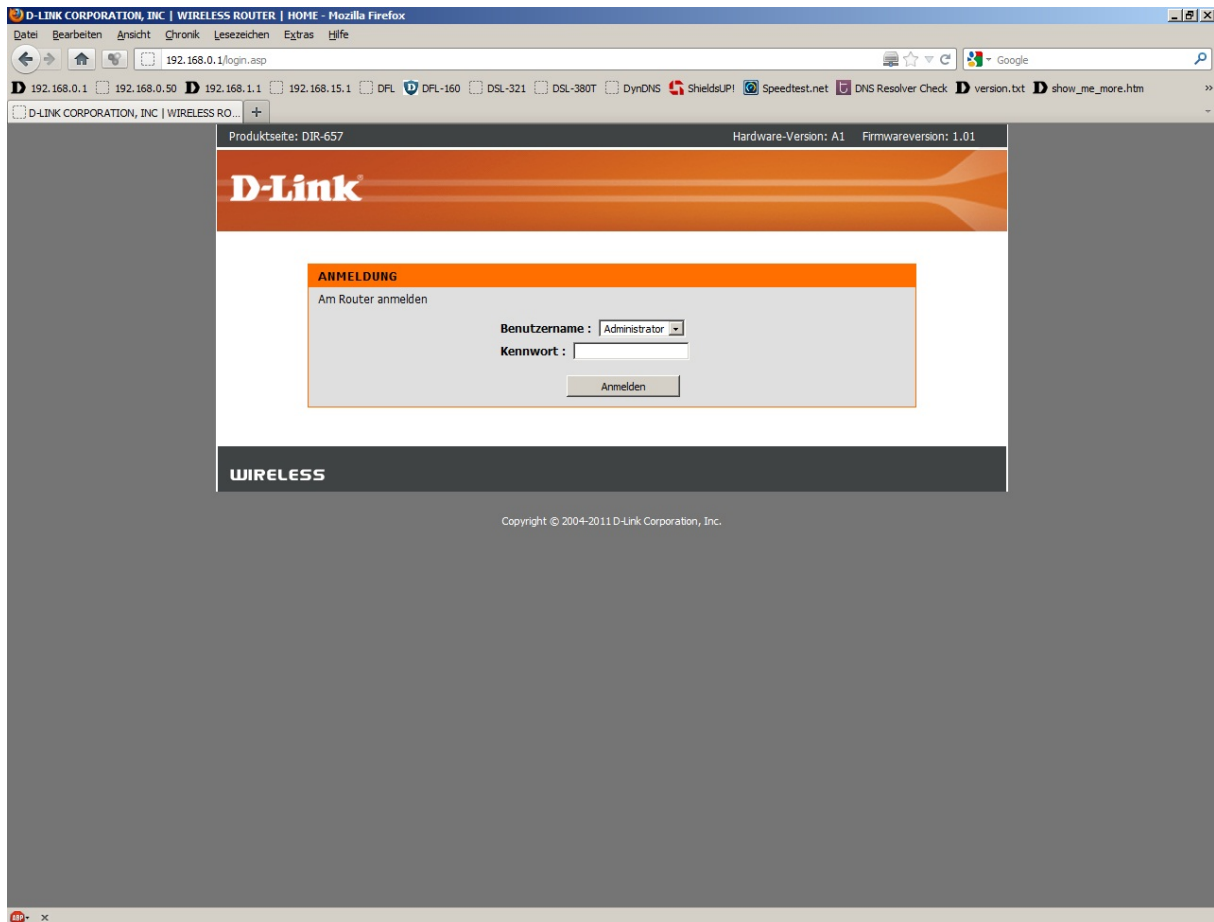 D-LINK CORPORATION, INC | WIRELESS ROUTER | HOME - Mozilla Firefox
Datei Bearbeiten Ansicht Chronik Lesezeichen Extras Hilfe
192.168.0.1/login.asp Google
192.168.0.1 192.168.0.50 192.168.1.1 192.168.15.1 DFL DFL-160 DSL-321 DSL-380T DynDNS ShieldsUP! Speedtest.net DNS Resolver Check version.txt show_me_more.htm »
D-LINK CORPORATION, INC | WIRELESS RO... +
Produktseite: DIR-657 Hardware-Version: A1 Firmwareversion: 1.01
D-Link
ANMELDUNG
Am Router anmelden
Benutzername : Administrator
Kennwort :
Anmelden
WIRELESS
Copyright © 2004-2011 D-Link Corporation, Inc.
ABP